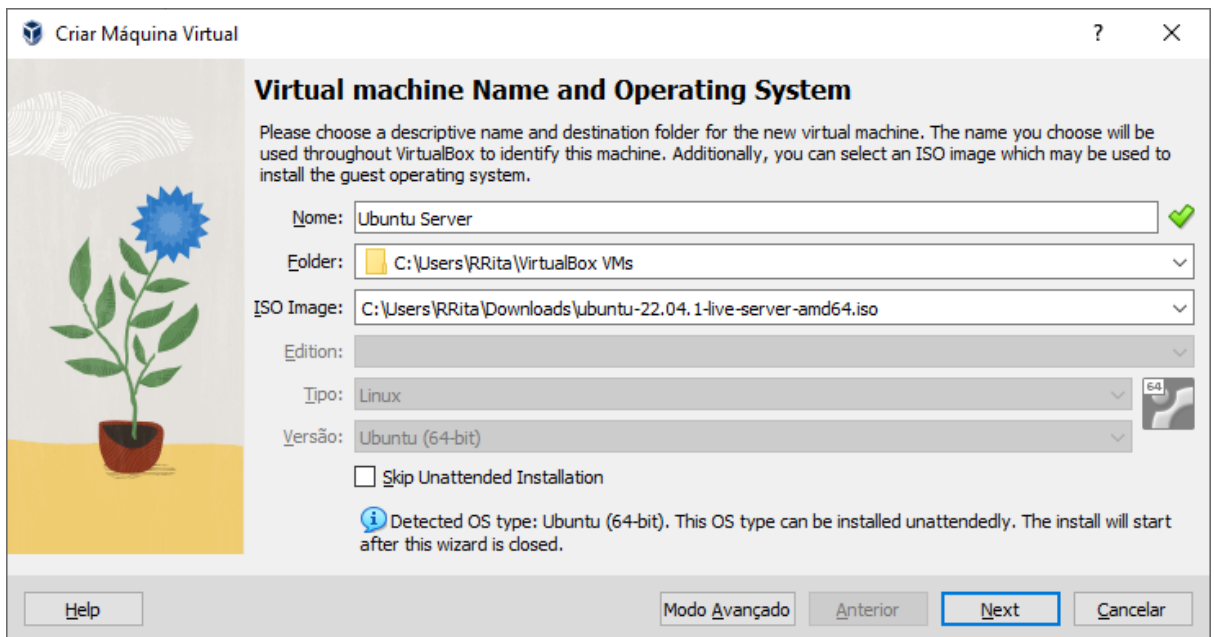 Criar Máquina Virtual
?
Virtual machine Name and Operating System
Please choose a descriptive name and destination folder for the new virtual machine. The name you choose will be
used throughout VirtualBox to identify this machine. Additionally, you can select an ISO image which may be used to
install the guest operating system.
Nome: Ubuntu Server
Folder: C:\Users\RRita\VirtualBox VMs
ISO Image: C:\Users\RRita\Downloads\ubuntu-22.04.1-live-server-amd64.iso
Edition:
Tipo: Linux
64
Versão: Ubuntu (64-bit)
Skip Unattended Installation
Detected OS type: Ubuntu (64-bit). This OS type can be installed unattendedly. The install will start
after this wizard is closed.
Help Modo Avançado Anterior Next Cancelar